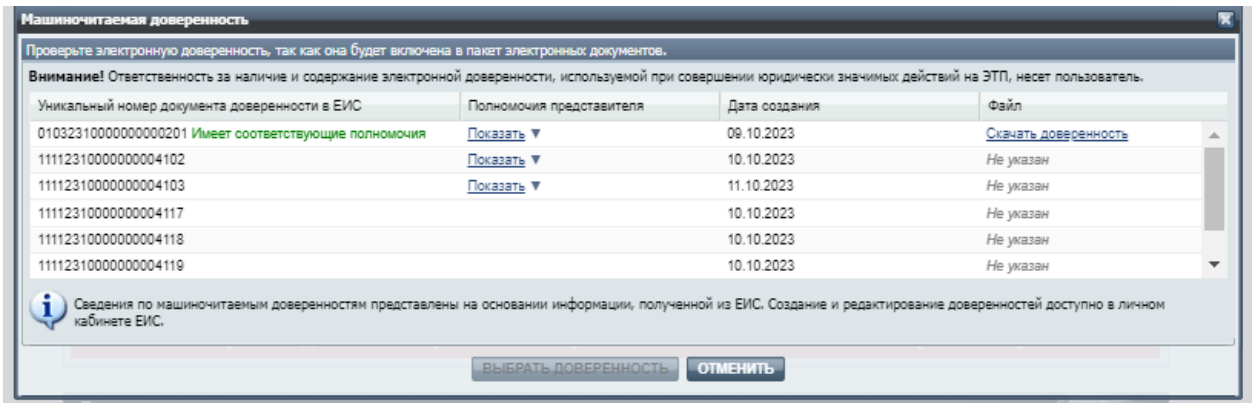 Машиночитаемая доверенность
Проверьте электронную доверенность, так как она будет включена в пакет электронных документов.
Внимание! Ответственность за наличие и содержание электронной доверенности, используемой при совершении юридически значимых действий на ЭТП, несет пользователь.
Уникальный номер документа доверенности в ЕИС Полномочия представителя Дата создания Файл
01032310000000000201 Имеет соответствующие полномочия Показать ▼ 09.10.2023 Скачать доверенность
11112310000000004102 Показать ▼ 10.10.2023 Не указан
11112310000000004103 Показать ▼ 11.10.2023 Не указан
11112310000000004117 10.10.2023 Не указан
11112310000000004118 10.10.2023 Не указан
11112310000000004119 10.10.2023 Не указан
Сведения по машиночитаемым доверенностям представлены на основании информации, полученной из ЕИС. Создание и редактирование доверенностей доступно в личном
кабинете ЕИС.
ВЫБРАТЬ ДОВЕРЕННОСТЬ ОТМЕНИТЬ